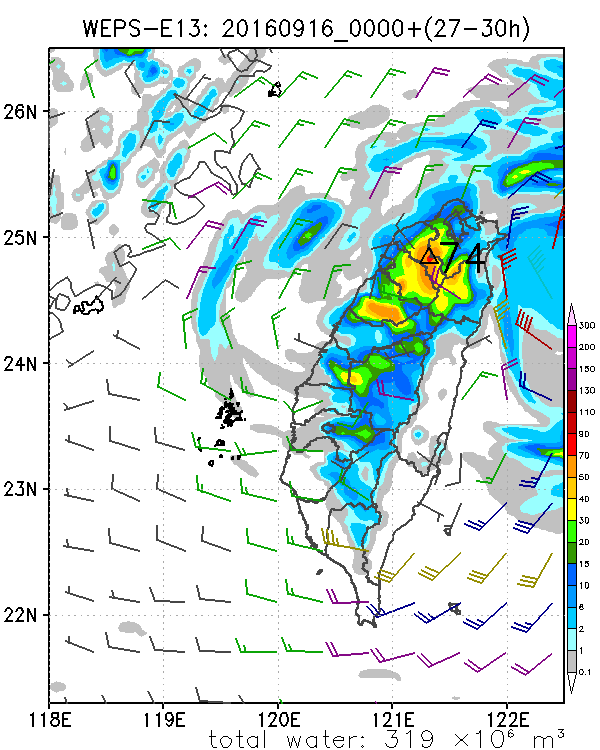 WEPS-E13: 20160916_0000+(27-30h)
26N
25N
24N
23N
22N
74
300
200
150
130
110
90
70
50
40
30
20
15
10
6
2
1
0.1
118E 119E 120E 121E 122E
total water: 319 ×10⁶ m³